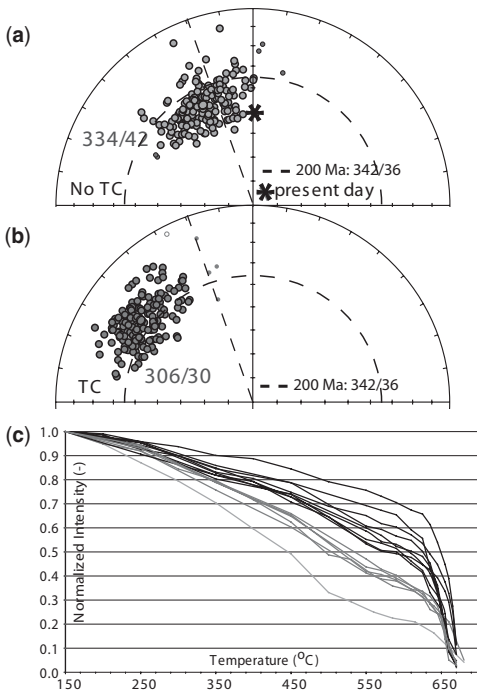 (a)
334/42
No TC
200 Ma: 342/36
present day
(b)
306/30
TC
200 Ma: 342/36
(c)
1.0
0.9
0.8
0.7
0.6
0.5
0.4
0.3
0.2
0.1
0.0
Normalized Intensity (-)
Temperature (°C)
150 250 350 450 550 650